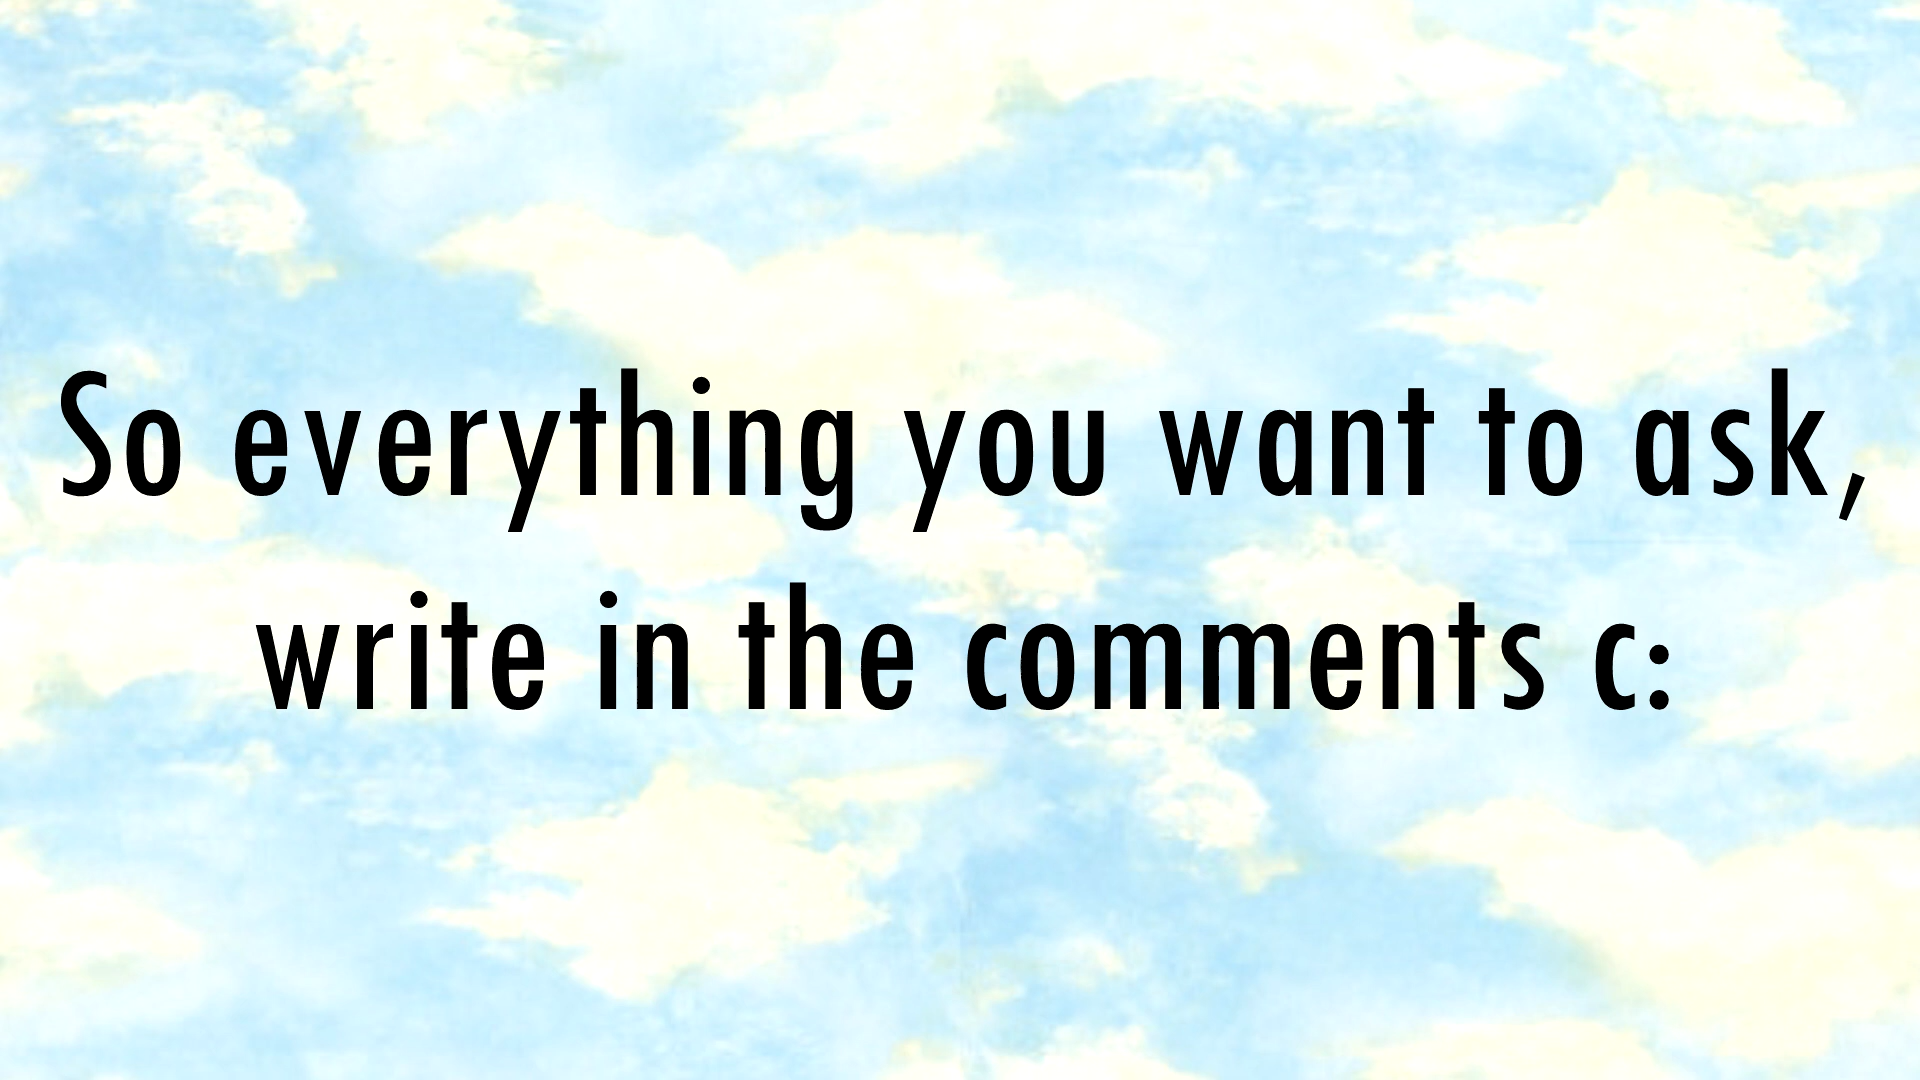 So everything you want to ask,
write in the comments c: